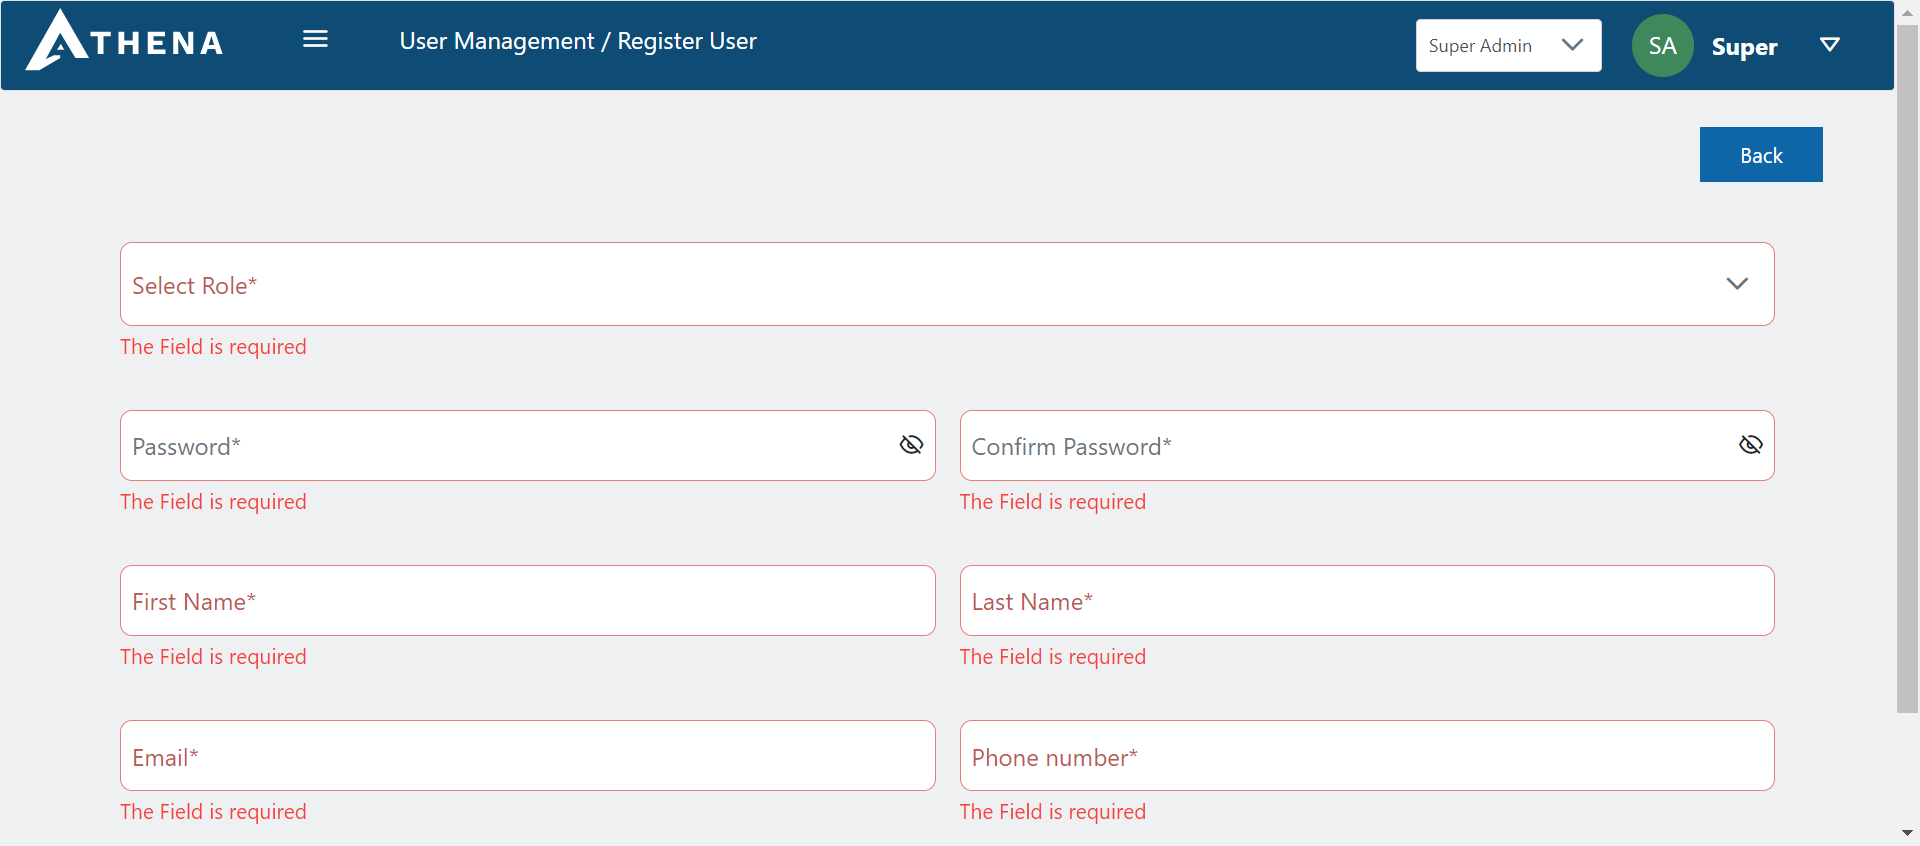 ATHENA
User Management / Register User
Super Admin
SA
Super
Back
Select Role*
The Field is required
Password*
Confirm Password*
The Field is required
The Field is required
First Name*
Last Name*
The Field is required
The Field is required
Email*
Phone number*
The Field is required
The Field is required